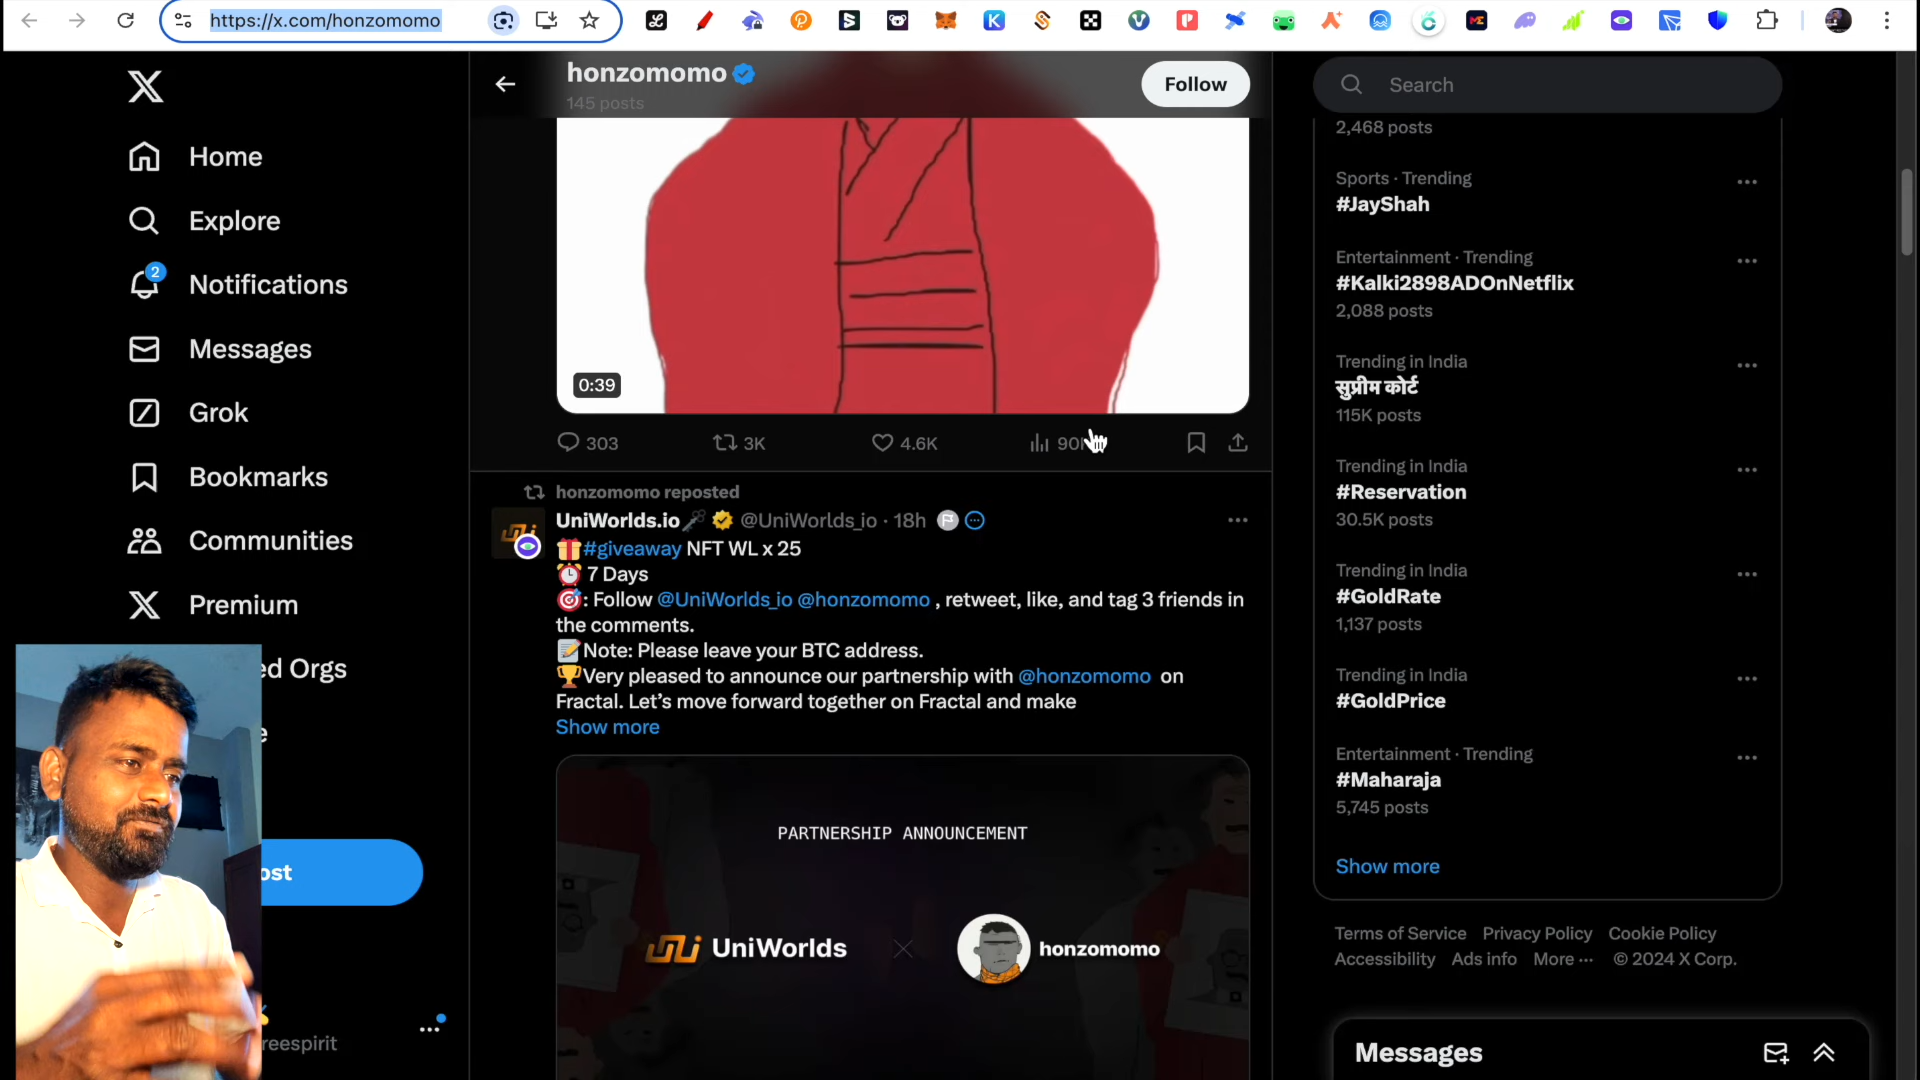 https://x.com/honzomomo
honzomomo
145 posts
Follow
Search
Home
Explore
2
Notifications
Messages
Grok
Bookmarks
Communities
Premium
ed Orgs
e
ost
reespirit
0:39
303
3K
4.6K
90
honzomomo reposted
UniWorlds.io @UniWorlds_io · 18h
#giveaway NFT WL x 25
7 Days
: Follow @UniWorlds_io @honzomomo , retweet, like, and tag 3 friends in
the comments.
Note: Please leave your BTC address.
Very pleased to announce our partnership with @honzomomo on
Fractal. Let’s move forward together on Fractal and make
Show more
PARTNERSHIP ANNOUNCEMENT
UniWorlds
honzomomo
2,468 posts
Sports · Trending
#JayShah
Entertainment · Trending
#Kalki2898ADOnNetflix
2,088 posts
Trending in India
सुप्रीम कोर्ट
115K posts
Trending in India
#Reservation
30.5K posts
Trending in India
#GoldRate
1,137 posts
Trending in India
#GoldPrice
Entertainment · Trending
#Maharaja
5,745 posts
Show more
Terms of Service Privacy Policy Cookie Policy
Accessibility Ads info More ··· © 2024 X Corp.
Messages